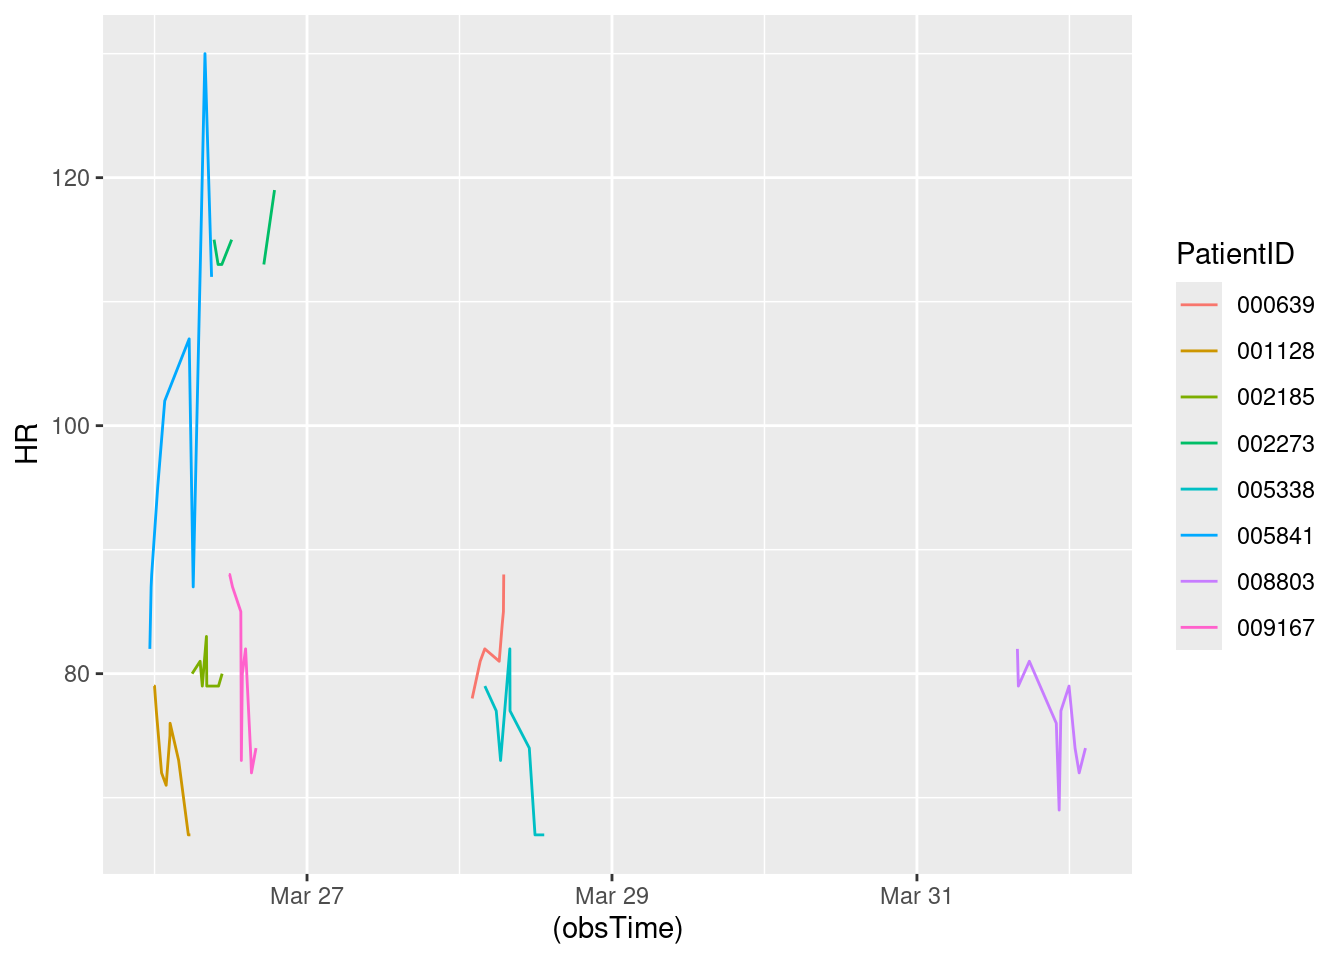 120
100
80
HR
Mar 27
Mar 29
Mar 31
(obsTime)
PatientID
000639
001128
002185
002273
005338
005841
008803
009167